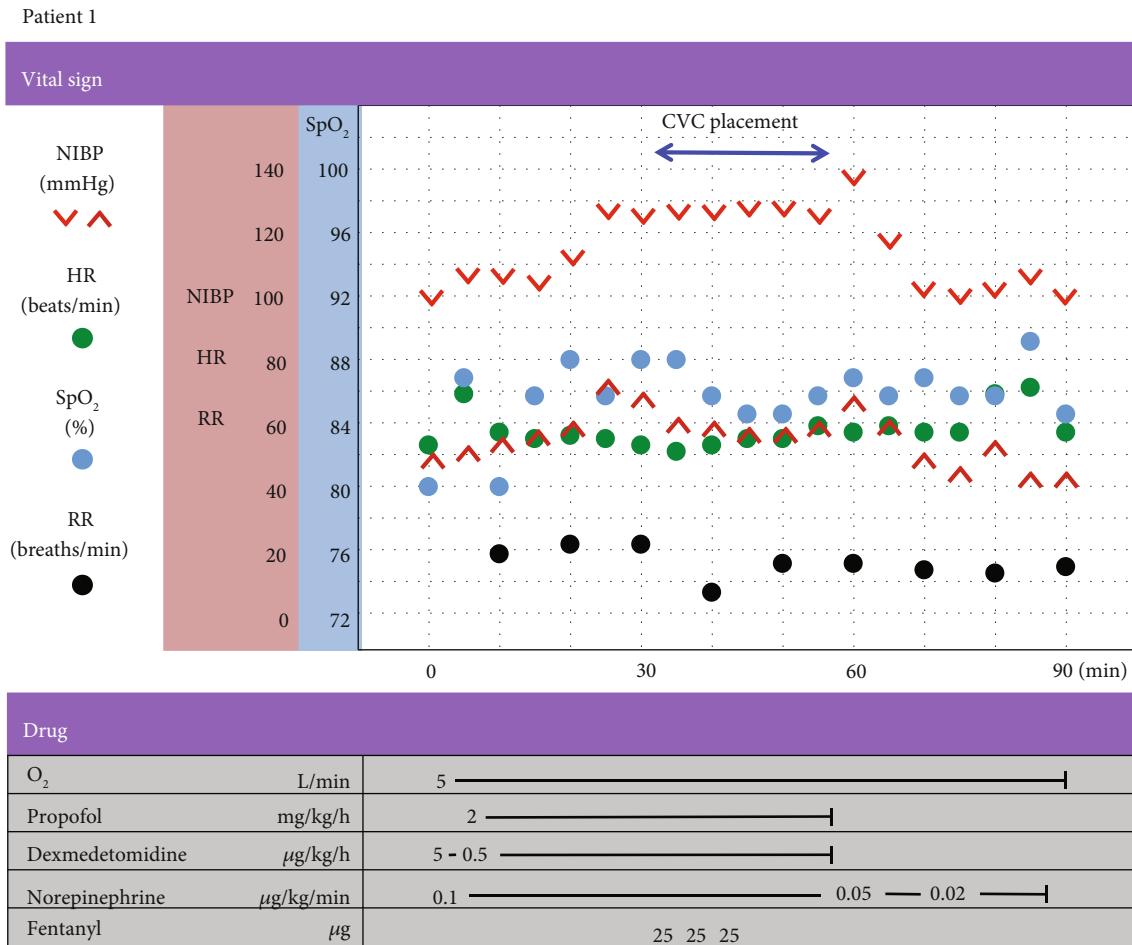 Patient 1
Vital sign
NIBP
(mmHg)
HR
(beats/min)
SpO₂
(%)
RR
(breaths/min)
NIBP
HR
RR
140
120
100
80
60
40
20
0
SpO₂
100
96
92
88
84
80
76
72
CVC placement
0 30 60 90 (min)
Drug
O₂ L/min 5
Propofol mg/kg/h 2
Dexmedetomidine μg/kg/h 5 - 0.5
Norepinephrine μg/kg/min 0.1 0.05 0.02
Fentanyl μg 25 25 25